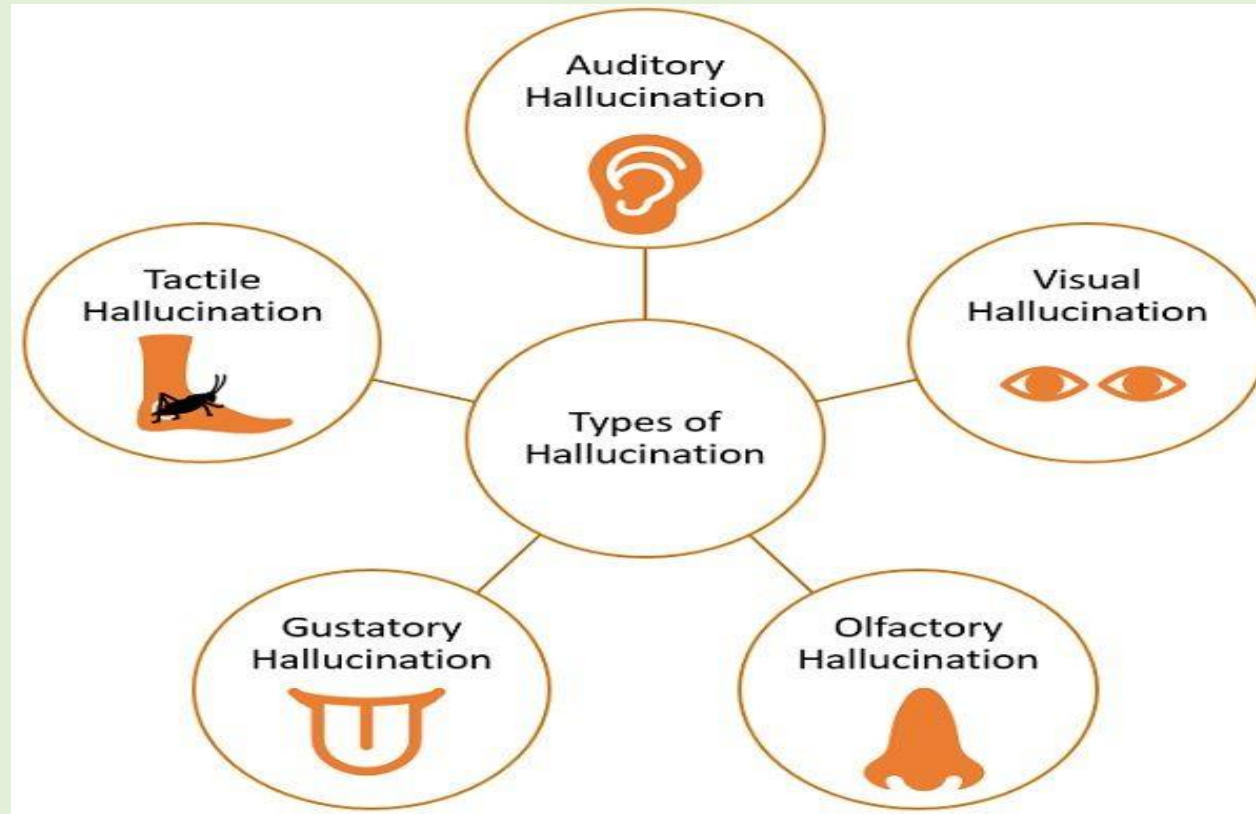 Auditory
Hallucination
Tactile
Hallucination
Visual
Hallucination
Types of
Hallucination
Gustatory
Hallucination
Olfactory
Hallucination